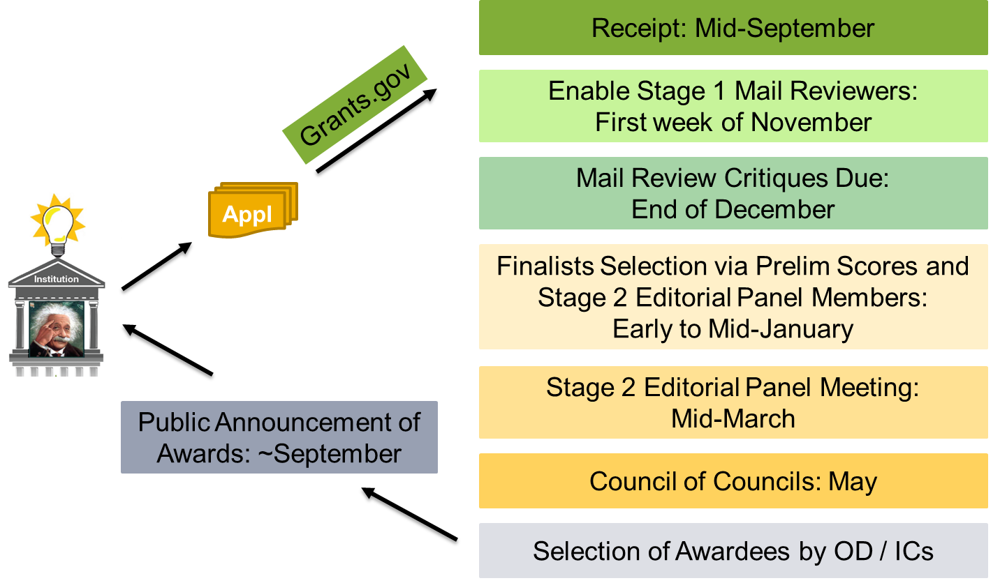 Institution
Appl
Grants.gov
Receipt: Mid-September
Enable Stage 1 Mail Reviewers:
First week of November
Mail Review Critiques Due:
End of December
Finalists Selection via Prelim Scores and
Stage 2 Editorial Panel Members:
Early to Mid-January
Stage 2 Editorial Panel Meeting:
Mid-March
Council of Councils: May
Selection of Awardees by OD / ICs
Public Announcement of
Awards: ~September